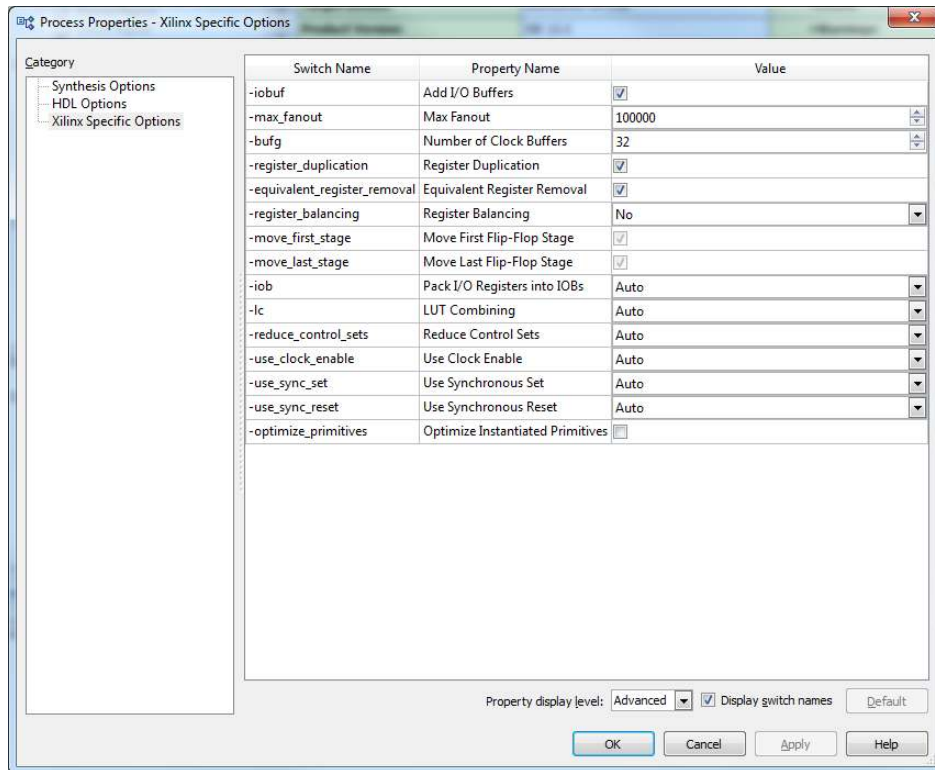 Process Properties - Xilinx Specific Options
Category
Synthesis Options
HDL Options
Xilinx Specific Options
Switch Name Property Name Value
-iobuf Add I/O Buffers
-max_fanout Max Fanout 100000
-bufg Number of Clock Buffers 32
-register_duplication Register Duplication
-equivalent_register_removal Equivalent Register Removal
-register_balancing Register Balancing No
-move_first_stage Move First Flip-Flop Stage
-move_last_stage Move Last Flip-Flop Stage
-iob Pack I/O Registers into IOBs Auto
-lc LUT Combining Auto
-reduce_control_sets Reduce Control Sets Auto
-use_clock_enable Use Clock Enable Auto
-use_sync_set Use Synchronous Set Auto
-use_sync_reset Use Synchronous Reset Auto
-optimize_primitives Optimize Instantiated Primitives
Property display level: Advanced Display switch names Default
OK Cancel Apply Help